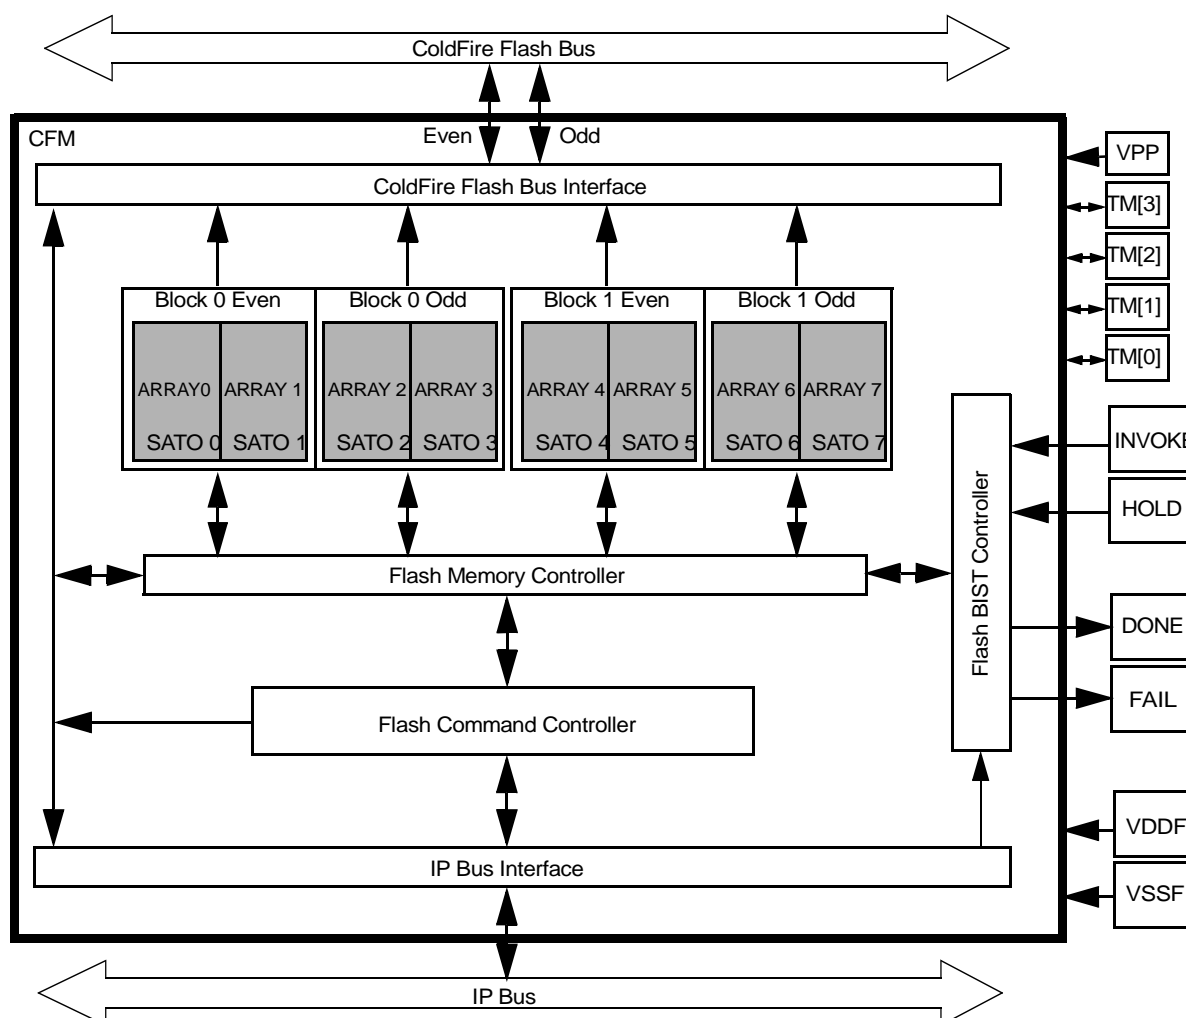 ColdFire Flash Bus
CFM
Even
Odd
VPP
ColdFire Flash Bus Interface
TM[3]
TM[2]
TM[1]
TM[0]
Block 0 Even
Block 0 Odd
Block 1 Even
Block 1 Odd
ARRAY0
ARRAY 1
ARRAY 2
ARRAY 3
ARRAY 4
ARRAY 5
ARRAY 6
ARRAY 7
SATO 0
SATO 1
SATO 2
SATO 3
SATO 4
SATO 5
SATO 6
SATO 7
INVOKE
HOLD
Flash BIST Controller
Flash Memory Controller
DONE
FAIL
Flash Command Controller
VDDF
IP Bus Interface
VSSF
IP Bus